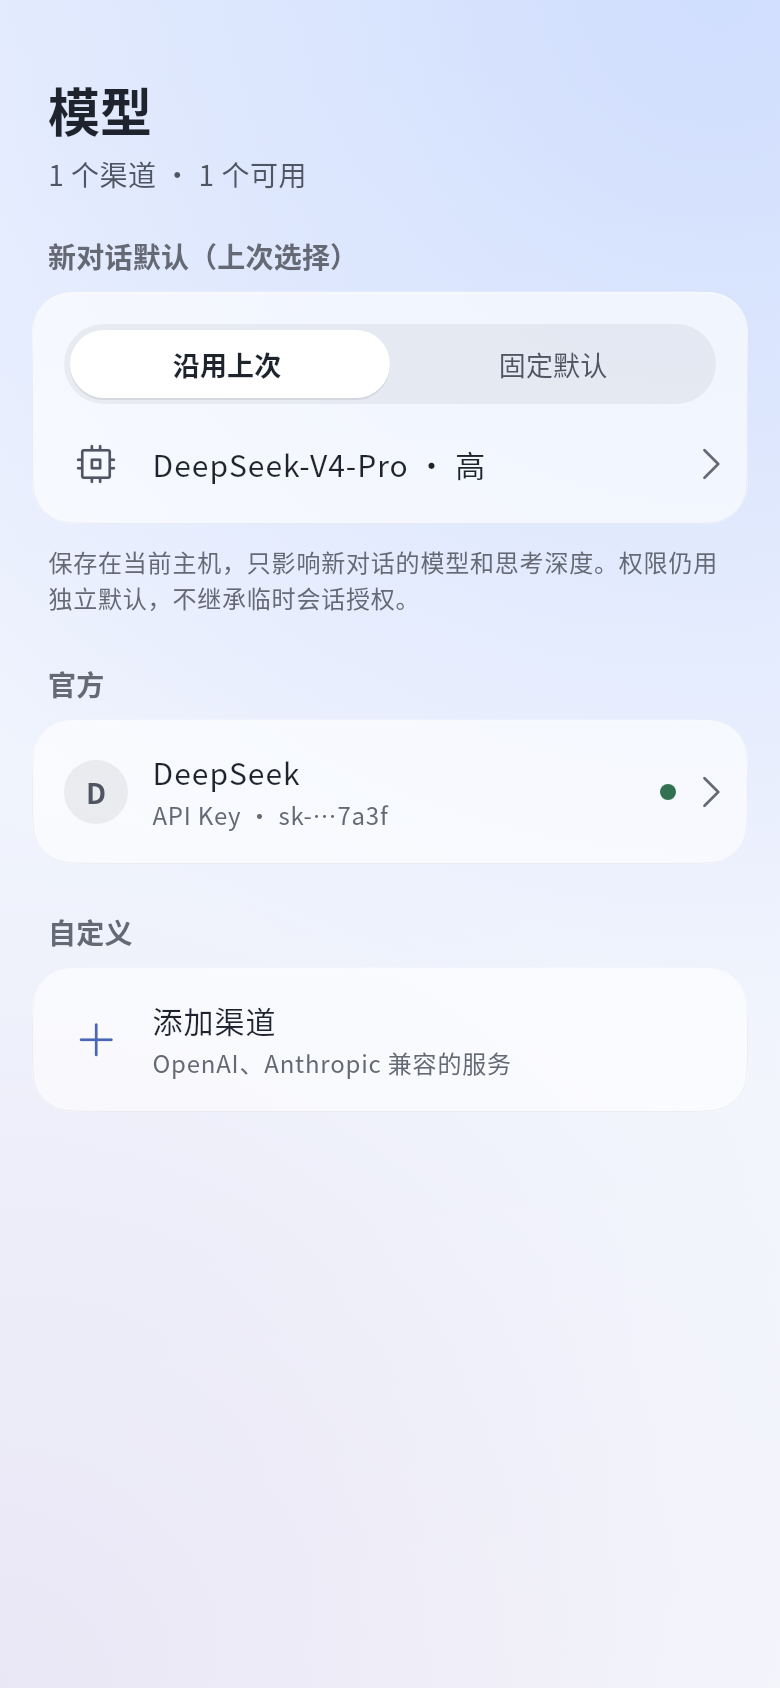 模型
1 个渠道 · 1 个可用
新对话默认（上次选择）
沿用上次
固定默认
DeepSeek-V4-Pro · 高
保存在当前主机，只影响新对话的模型和思考深度。权限仍用
独立默认，不继承临时会话授权。
官方
D
DeepSeek
API Key · sk-···7a3f
自定义
添加渠道
OpenAI、Anthropic 兼容的服务